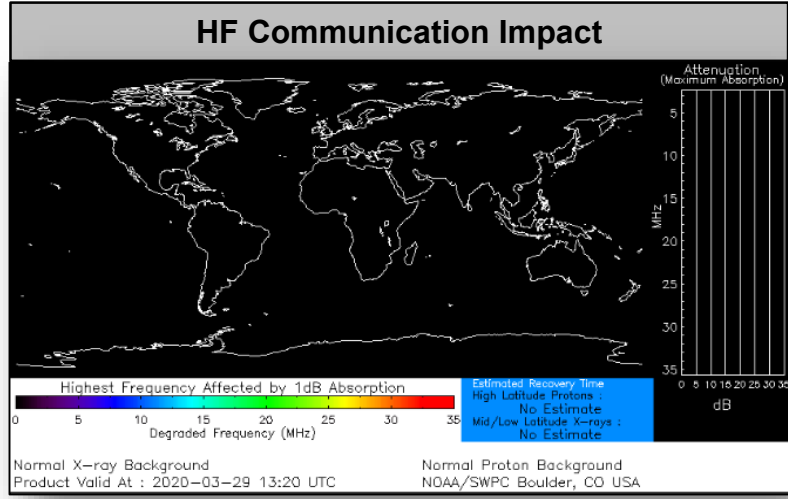 HF Communication Impact
Attenuation
(Maximum Absorption)
5
10
15
20
25
30
35
MHz
0 5 10 15 20 25 30 35
dB
Highest Frequency Affected by 1dB Absorption
0 5 10 15 20 25 30 35
Degraded Frequency (MHz)
Estimated Recovery Time
High Latitude Protons :
No Estimate
Mid/Low Latitude X-rays :
No Estimate
Normal X-ray Background
Product Valid At : 2020-03-29 13:20 UTC
Normal Proton Background
NOAA/SWPC Boulder, CO USA